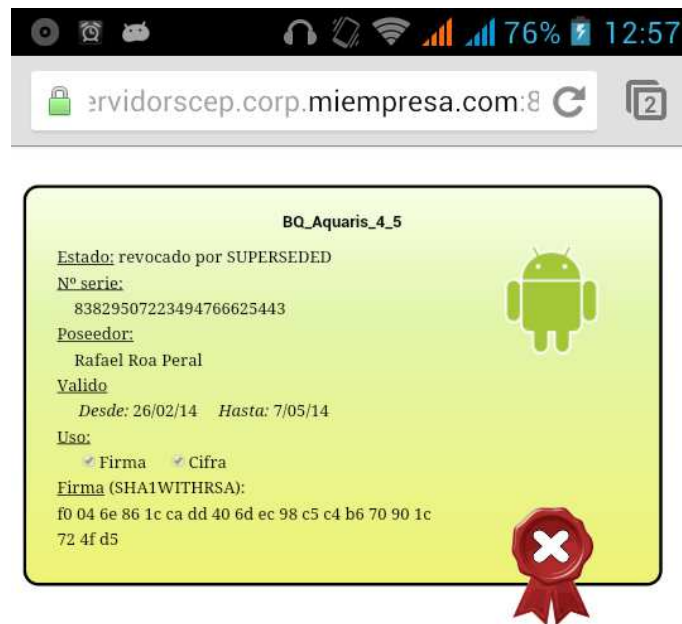 76% 12:57
ervidorscep.corp.miempresa.com:8 2
BQ_Aquaris_4_5
Estado: revocado por SUPERSEDED
Nº serie:
83829507223494766625443
Poseedor:
Rafael Roa Peral
Valido
Desde: 26/02/14 Hasta: 7/05/14
Uso:
Firma Cifra
Firma (SHA1WITHRSA):
f0 04 6e 86 1c ca dd 40 6d ec 98 c5 c4 b6 70 90 1c
72 4f d5